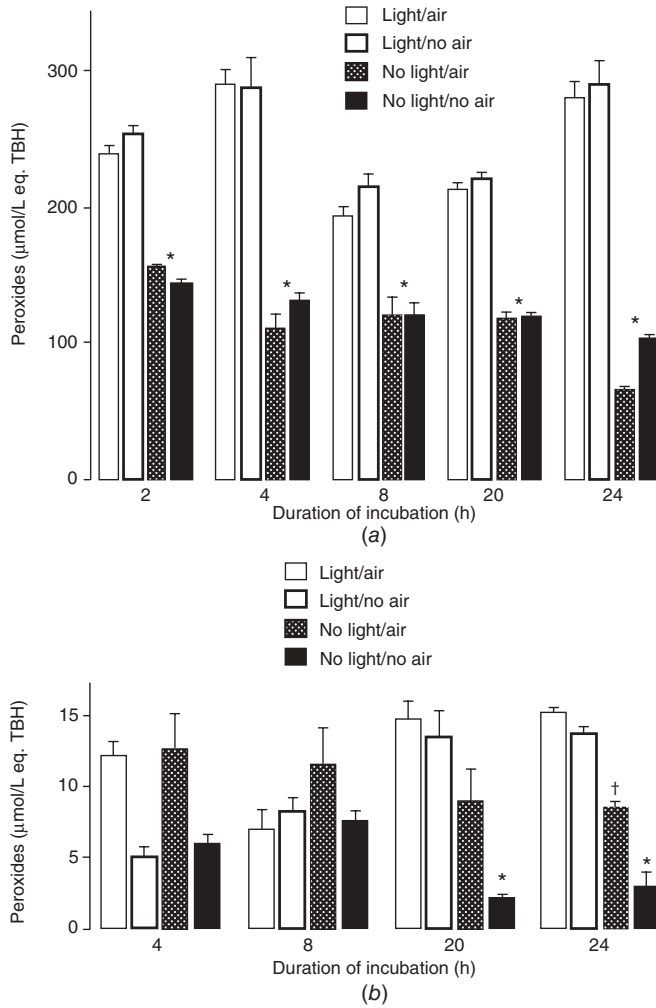 Light/air
Light/no air
No light/air
No light/no air
Peroxides (μmol/L eq. TBH)
300
200
100
0
*
*
*
*
*
2 4 8 20 24
Duration of incubation (h)
(a)
Light/air
Light/no air
No light/air
No light/no air
Peroxides (μmol/L eq. TBH)
15
10
5
0
*
†
*
4 8 20 24
Duration of incubation (h)
(b)